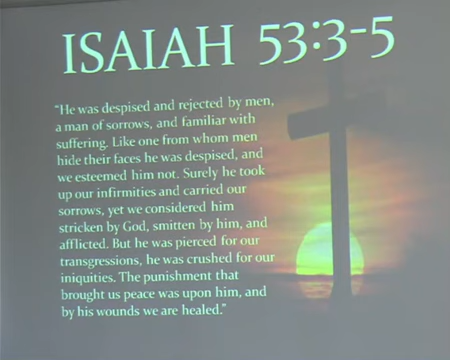 ISAIAH 53:3-5
"He was despised and rejected by men,
a man of sorrows, and familiar with
suffering. Like one from whom men
hide their faces he was despised, and
we esteemed him not. Surely he took
up our infirmities and carried our
sorrows, yet we considered him
stricken by God, smitten by him, and
afflicted. But he was pierced for our
transgressions, he was crushed for our
iniquities. The punishment that
brought us peace was upon him, and
by his wounds we are healed."